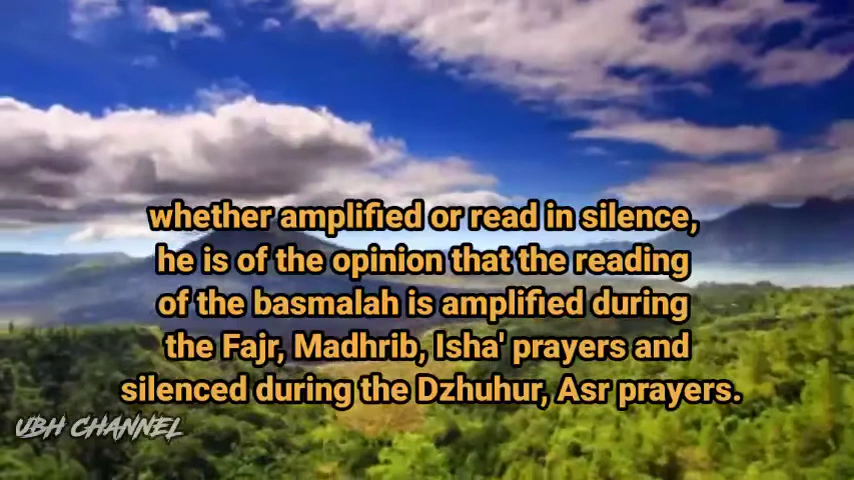 whether amplified or read in silence,
he is of the opinion that the reading
of the basmalah is amplified during
the Fajr, Madhrib, Isha' prayers and
silenced during the Dzhuhur, Asr prayers.
UBH CHANNEL